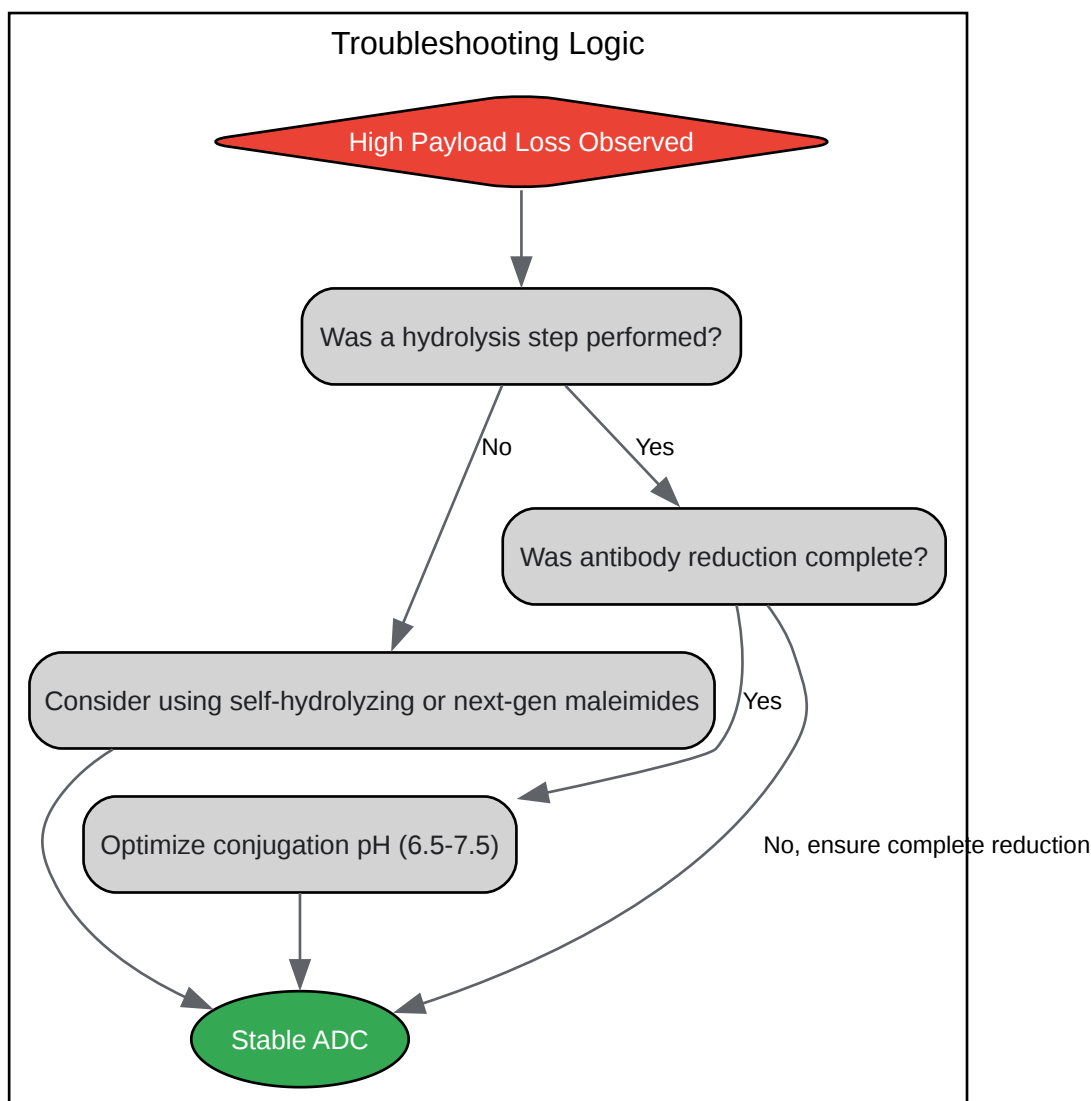 Troubleshooting Logic
High Payload Loss Observed
Was a hydrolysis step performed?
No
Yes
Was antibody reduction complete?
Consider using self-hydrolyzing or next-gen maleimides
Yes
Optimize conjugation pH (6.5-7.5)
No, ensure complete reduction
Stable ADC